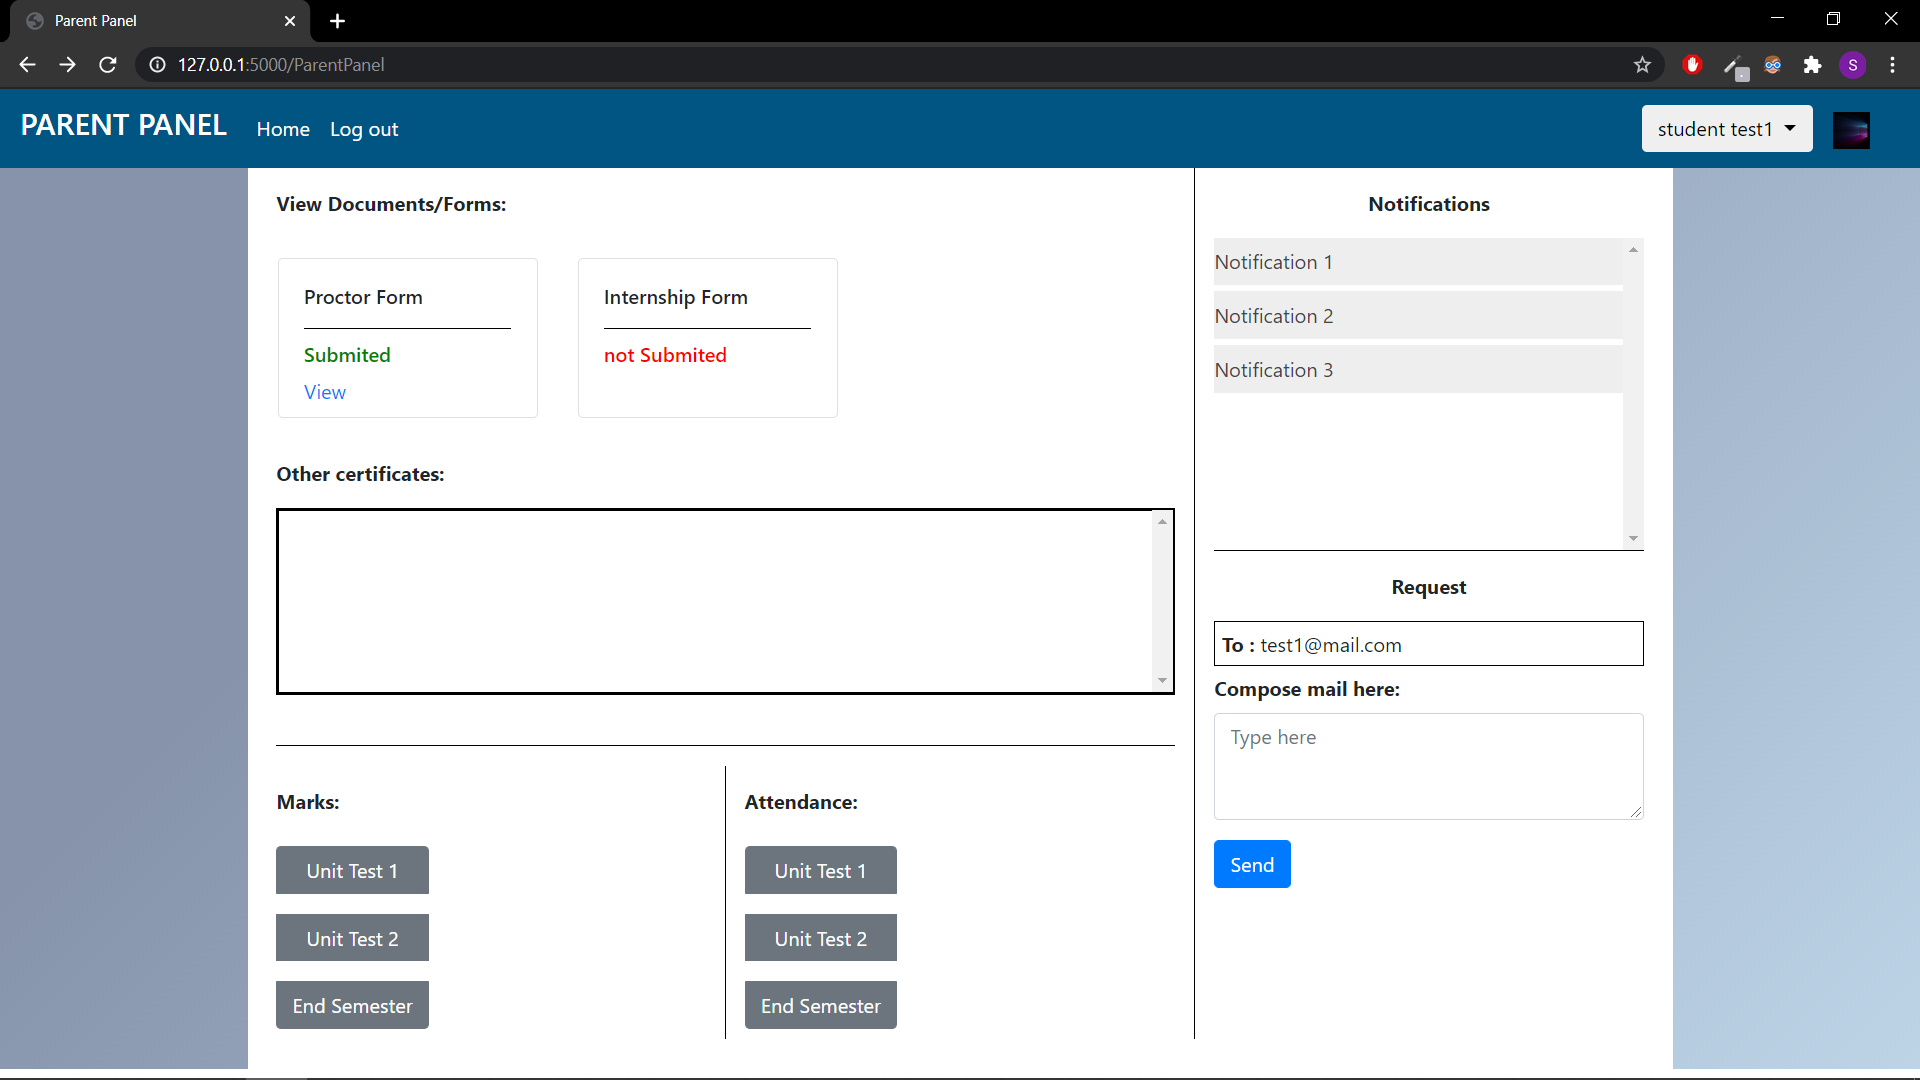 Parent Panel
127.0.0.1:5000/ParentPanel
S
PARENT PANEL Home Log out student test1
View Documents/Forms:
Proctor Form
Submited
View
Internship Form
not Submited
Other certificates:
Marks:
Unit Test 1
Unit Test 2
End Semester
Attendance:
Unit Test 1
Unit Test 2
End Semester
Notifications
Notification 1
Notification 2
Notification 3
Request
To : test1@mail.com
Compose mail here:
Type here
Send